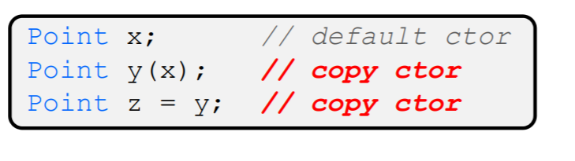 Point x;       // default ctor
Point y(x);    // copy ctor
Point z = y;   // copy ctor